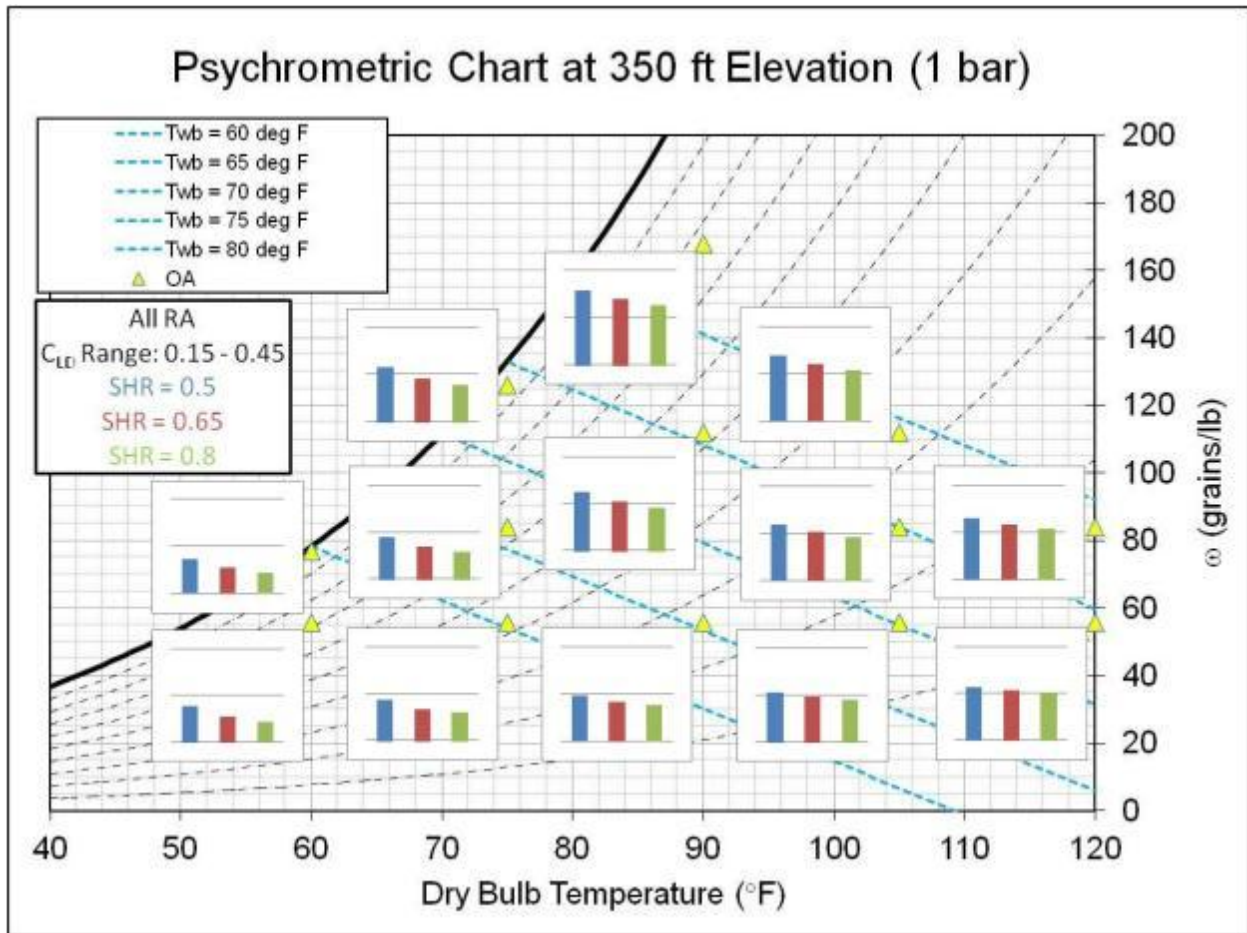 Psychrometric Chart at 350 ft Elevation (1 bar)
Twb = 60 deg F
Twb = 65 deg F
Twb = 70 deg F
Twb = 75 deg F
Twb = 80 deg F
OA
All RA
C_LD Range: 0.15 - 0.45
SHR = 0.5
SHR = 0.65
SHR = 0.8
200
180
160
140
120
100
80
60
40
20
0
ω (grains/lb)
40 50 60 70 80 90 100 110 120
Dry Bulb Temperature (°F)